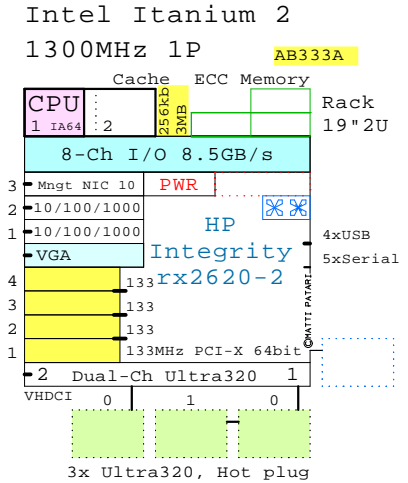 Intel Itanium 2
1300MHz 1P
AB333A
Cache ECC Memory
CPU
1 IA64
2
256kb
3MB
Rack
19"2U
8-Ch I/O 8.5GB/s
3 Mngt NIC 10 PWR
2 10/100/1000
1 10/100/1000
VGA
HP
Integrity
rx2620-2
4xUSB
5xSerial
4 133
3 133
2 133
1 133MHz PCI-X 64bit
©MATTI PATARI
2 Dual-Ch Ultra320 1
VHDCI 0 1 0
3x Ultra320, Hot plug